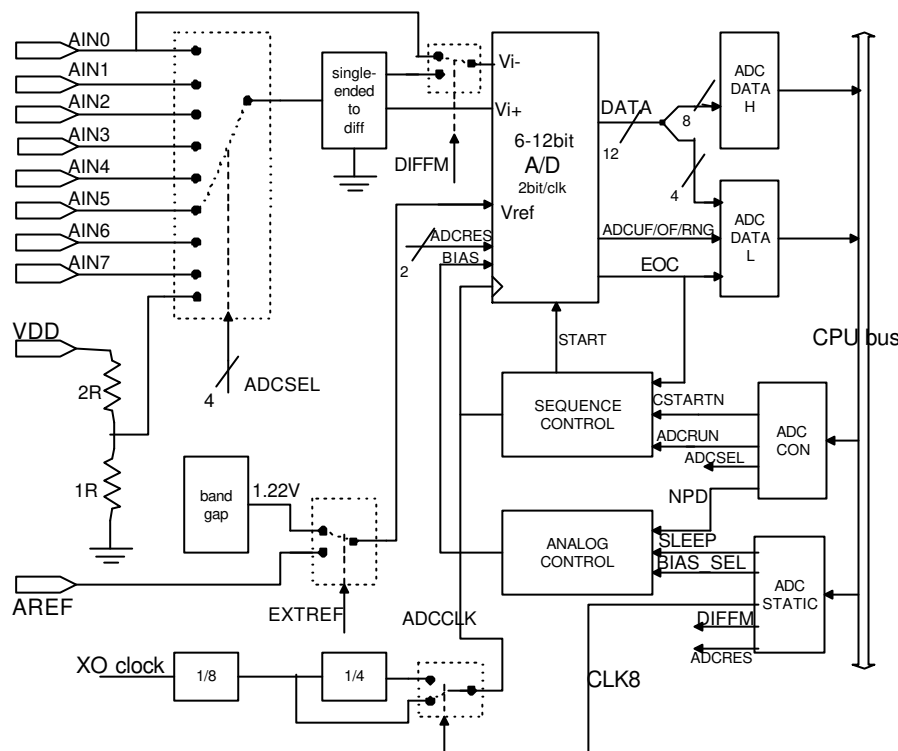 AIN0
AIN1
AIN2
AIN3
AIN4
AIN5
AIN6
AIN7
VDD
2R
1R
4
ADCSEL
single-
ended
to
diff
DIFFM
Vi-
Vi+
6-12bit
A/D
2bit/clk
Vref
ADCRES
2
BIAS
DATA
12
8
4
ADC
DATA
H
ADCUF/OF/RNG
EOC
ADC
DATA
L
CPU bus
START
SEQUENCE
CONTROL
CSTARTN
ADCRUN
ADCSEL
NPD
ADC
CON
band
gap
1.22V
AREF
EXTREF
ADCCLK
ANALOG
CONTROL
SLEEP
BIAS_SEL
DIFFM
ADCRES
ADC
STATIC
XO clock
1/8
1/4
CLK8